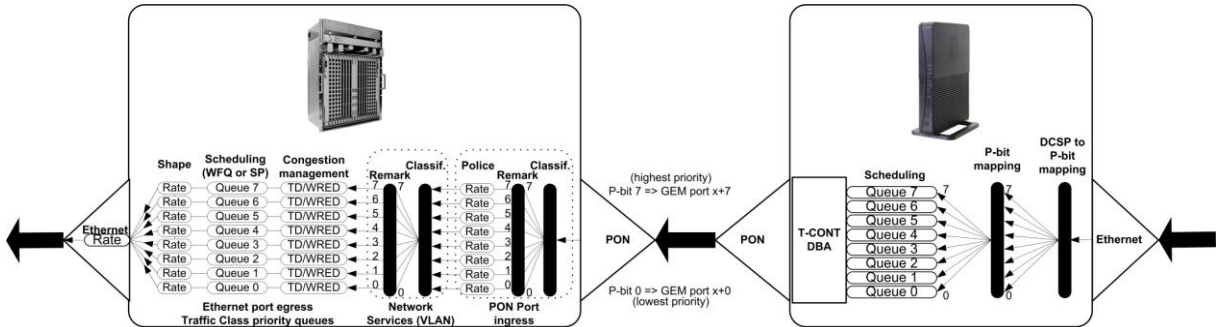 Shape
Scheduling
(WFQ or SP)
Congestion
management
Remark
Classif.
Police
Remark
Classif.
Rate Queue 7 TD/WRED 7 7 Rate 7 7
Rate Queue 6 TD/WRED 6 Rate 6
Rate Queue 5 TD/WRED 5 Rate 5
Rate Queue 4 TD/WRED 4 Rate 4
Rate Queue 3 TD/WRED 3 Rate 3
Rate Queue 2 TD/WRED 2 Rate 2
Rate Queue 1 TD/WRED 1 Rate 1
Rate Queue 0 TD/WRED 0 0 Rate 0 0
Ethernet
Rate
Ethernet port egress
Traffic Class priority queues
Network
Services (VLAN)
PON Port
ingress
PON
(highest priority)
P-bit 7 => GEM port x+7
P-bit 0 => GEM port x+0
(lowest priority)
PON
T-CONT
DBA
Scheduling
Queue 7 7 7
Queue 6
Queue 5
Queue 4
Queue 3
Queue 2
Queue 1
Queue 0 0 0
P-bit
mapping
DCSP to
P-bit
mapping
Ethernet